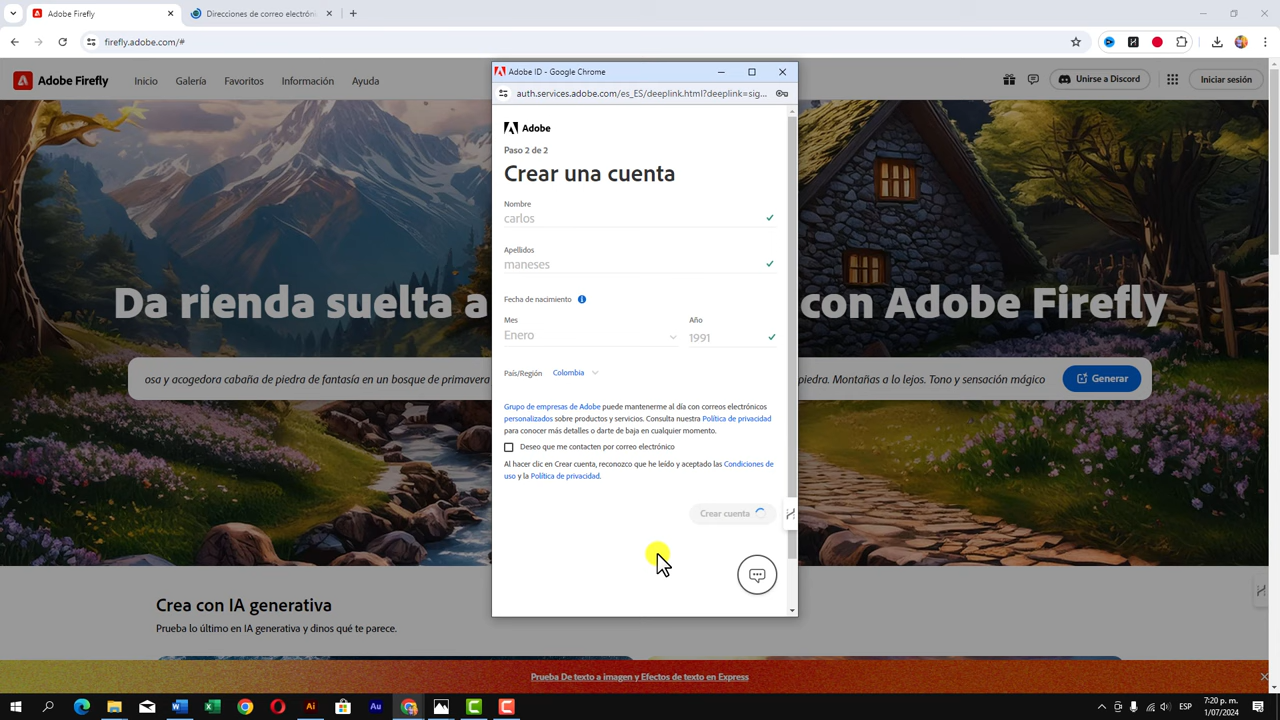 Adobe Firefly
Direcciones de correo electróni
firefly.adobe.com/#
Adobe Firefly
Inicio
Galería
Favoritos
Información
Ayuda
Unirse a Discord
Iniciar sesión
Adobe ID - Google Chrome
auth.services.adobe.com/es_ES/deeplink.html?deeplink=sig...
Adobe
Paso 2 de 2
Crear una cuenta
Nombre
carlos
Apellidos
maneses
Fecha de nacimiento
Mes
Año
Enero
1991
País/Región
Colombia
Grupo de empresas de Adobe puede mantenerme al día con correos electrónicos
personalizados sobre productos y servicios. Consulta nuestra Política de privacidad
para conocer más detalles o darte de baja en cualquier momento.
Deseo que me contacten por correo electrónico
Al hacer clic en Crear cuenta, reconozco que he leído y aceptado las Condiciones de
uso y la Política de privacidad.
Crear cuenta
Da rienda suelta a con Adobe Firefly
osa y acogedora cabaña de piedra de fantasía en un bosque de primavera piedra. Montañas a lo lejos. Tono y sensación mágico
Generar
Crea con IA generativa
Prueba lo último en IA generativa y dinos qué te parece.
Prueba De texto a imagen y Efectos de texto en Express
ESP
7:20 p. m.
1/07/2024